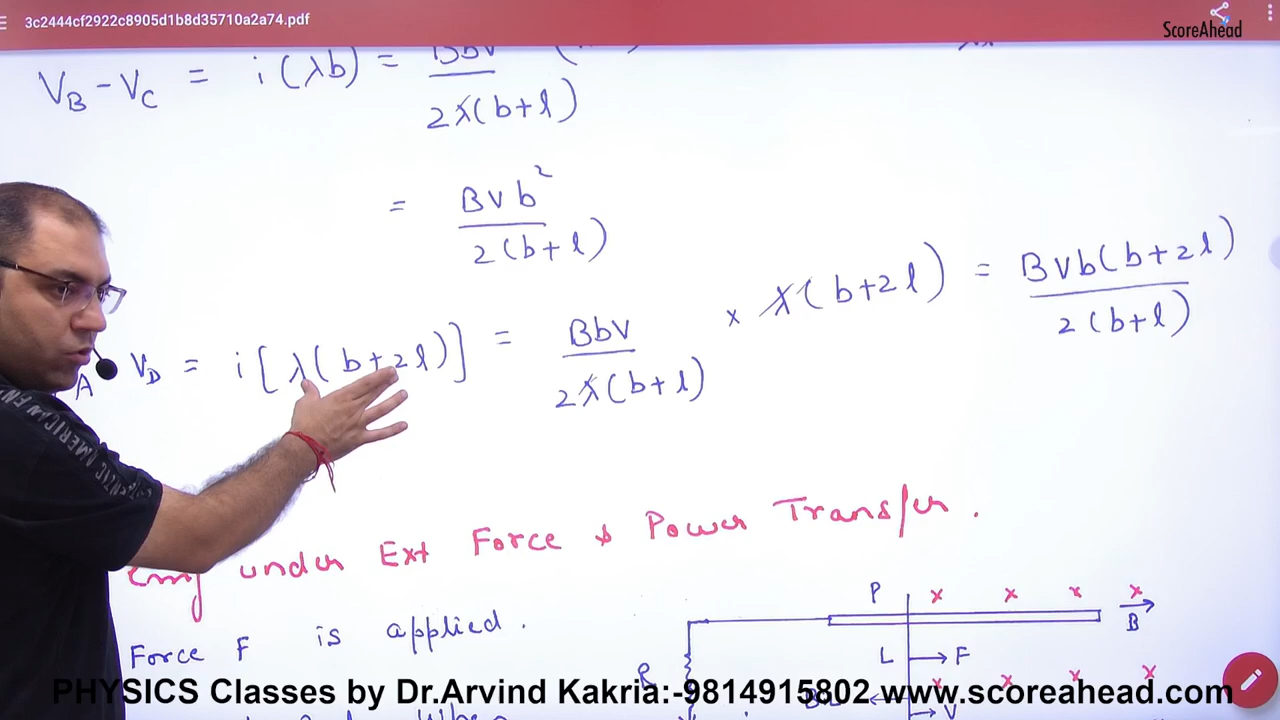 3c2444cf2922c8905d1b8d35710a2a74.pdf
ScoreAhead
V_B - V_C = i(λb) = BbV / 2λ(b+l)
= BVb² / 2(b+l)
A V_D = i[λ(b+2l)] = BbV / 2λ(b+l) × λ(b+2l) = BVb(b+2l) / 2(b+l)
Emf under Ext Force & Power Transfer.
Force F is applied.
P × × × ×
B
R L F
× × ×
V
PHYSICS Classes by Dr.Arvind Kakria:-9814915802 www.scoreahead.com